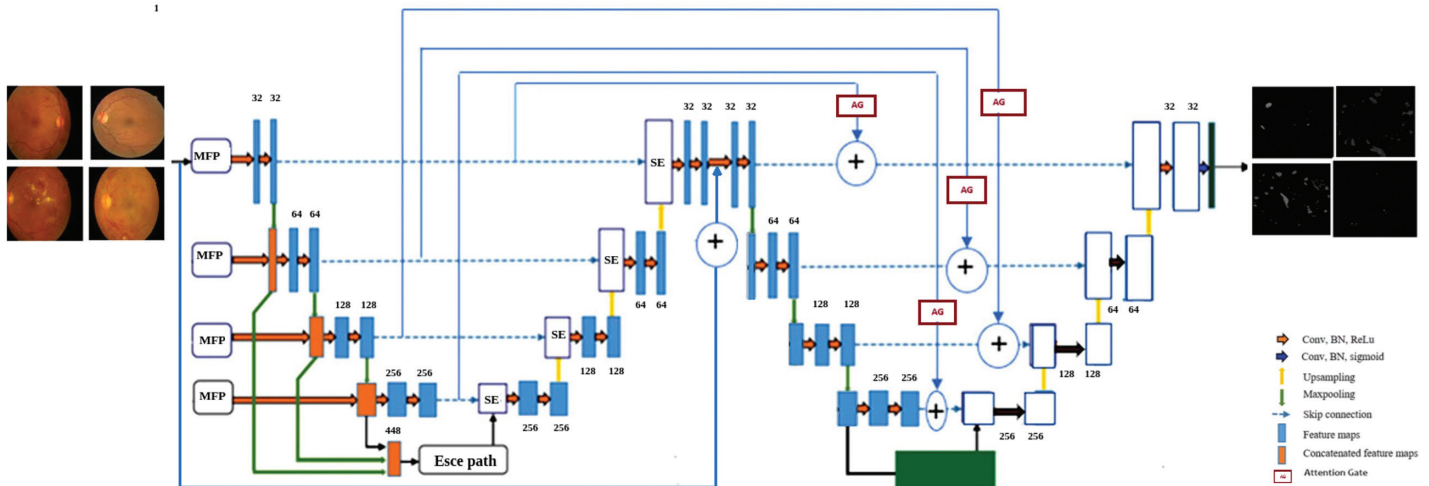 1
32 32
32 32 32 32
32 32
AG
AG
MFP
SE
+
+
AG
64 64
64 64
MFP
SE
+
+
64 64
64 64
128 128
128 128
AG
MFP
SE
+
128 128
128 128
256 256
256 256
MFP
SE
+
256 256
256 256
448
Esce path
Conv, BN, ReLu
Conv, BN, sigmoid
Upsampling
Maxpooling
Skip connection
Feature maps
Concatenated feature maps
AG Attention Gate